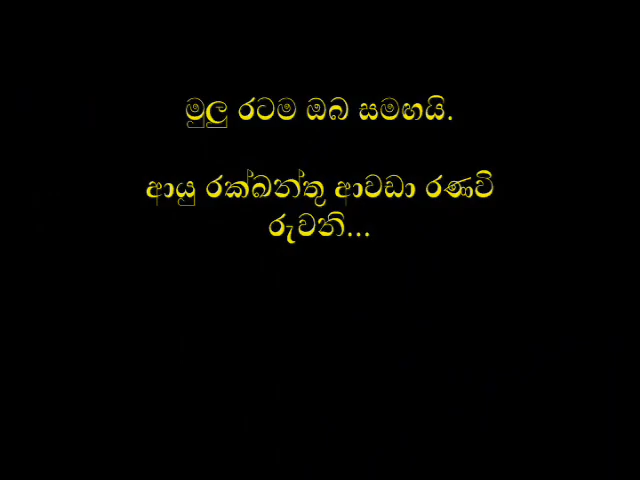 මුලු රටම ඔබ සමඟයි.
ආයු රක්ඛන්තු ආවඩා රණවි
රුවනි...